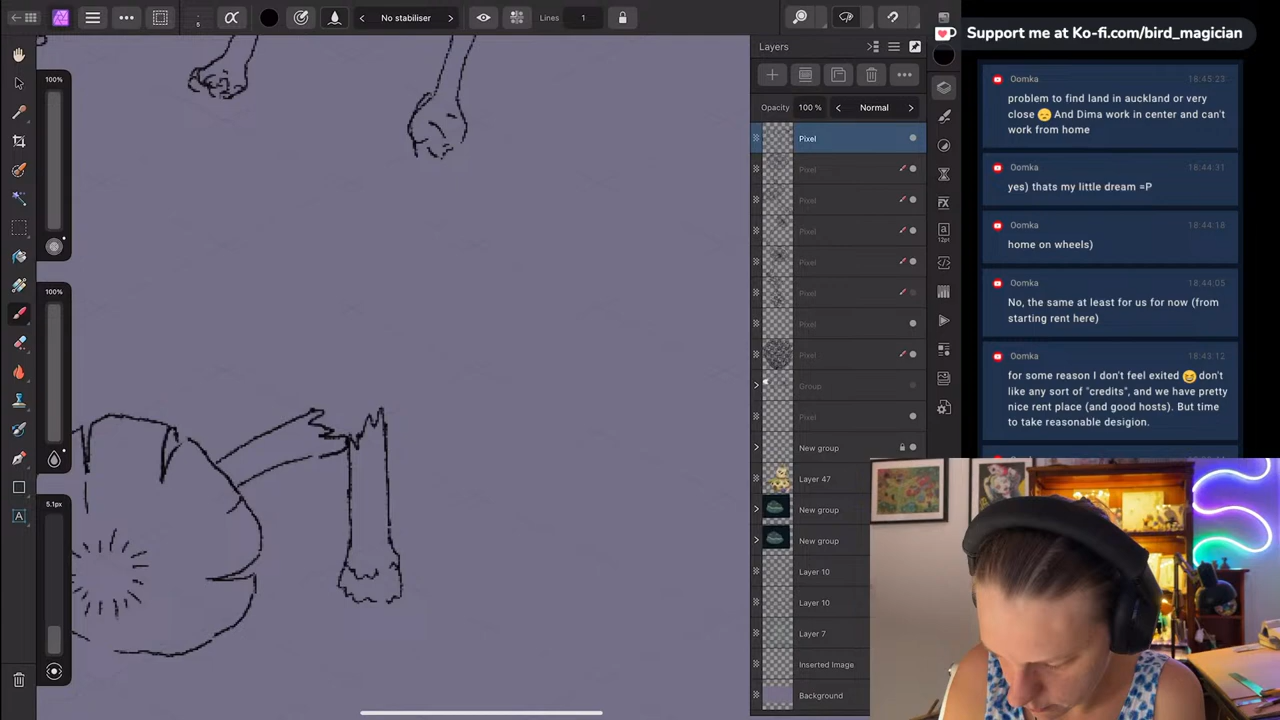 5
No stabiliser
Lines 1
Support me at Ko-fi.com/bird_magician
Layers
Opacity 100 % Normal
100%
100%
5.1px
A
a
12pt
FX
Pixel
Pixel
Pixel
Pixel
Pixel
Pixel
Pixel
Pixel
Group
Pixel
New group
Layer 47
New group
New group
Layer 10
Layer 10
Layer 7
Inserted Image
Background
Oomka 18:45:23
problem to find land in auckland or very
close 😔 And Dima work in center and can't
work from home
Oomka 18:44:31
yes) thats my little dream =P
Oomka 18:44:18
home on wheels)
Oomka 18:44:05
No, the same at least for us for now (from
starting rent here)
Oomka 18:43:12
for some reason I don't feel exited 😆 don't
like any sort of "credits", and we have pretty
nice rent place (and good hosts). But time
to take reasonable desigion.